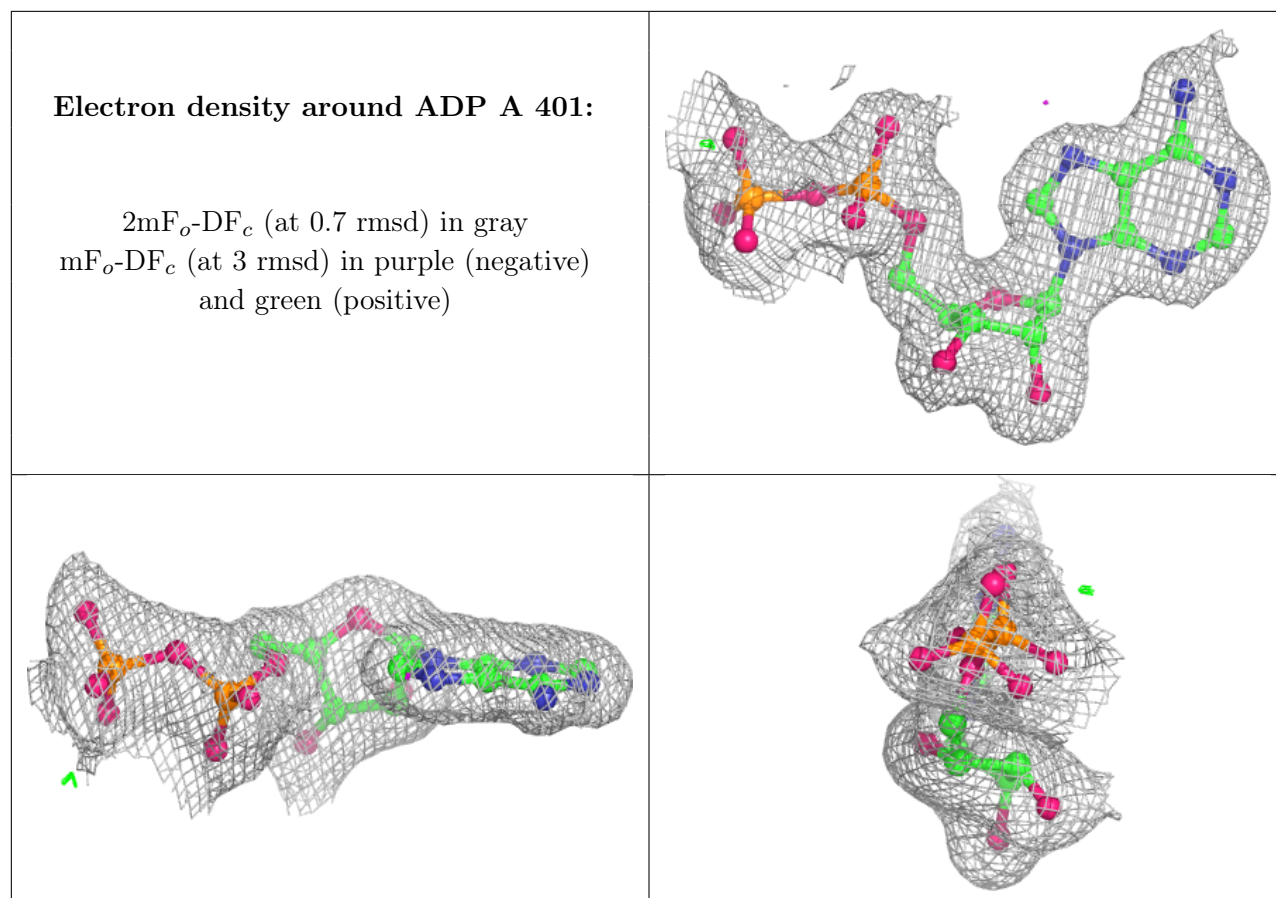 Electron density around ADP A 401:
2mFo-DFc (at 0.7 rmsd) in gray
mFo-DFc (at 3 rmsd) in purple (negative)
and green (positive)